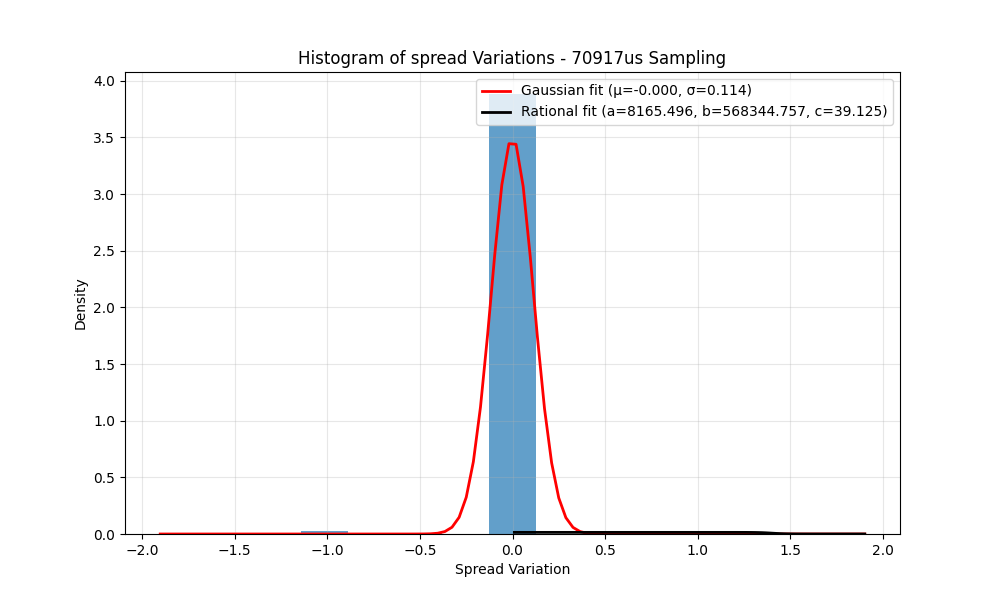 Histogram of spread Variations - 70917us Sampling
Gaussian fit (μ=-0.000, σ=0.114)
Rational fit (a=8165.496, b=568344.757, c=39.125)
4.0
3.5
3.0
2.5
2.0
1.5
1.0
0.5
0.0
Density
−2.0 −1.5 −1.0 −0.5 0.0 0.5 1.0 1.5 2.0
Spread Variation